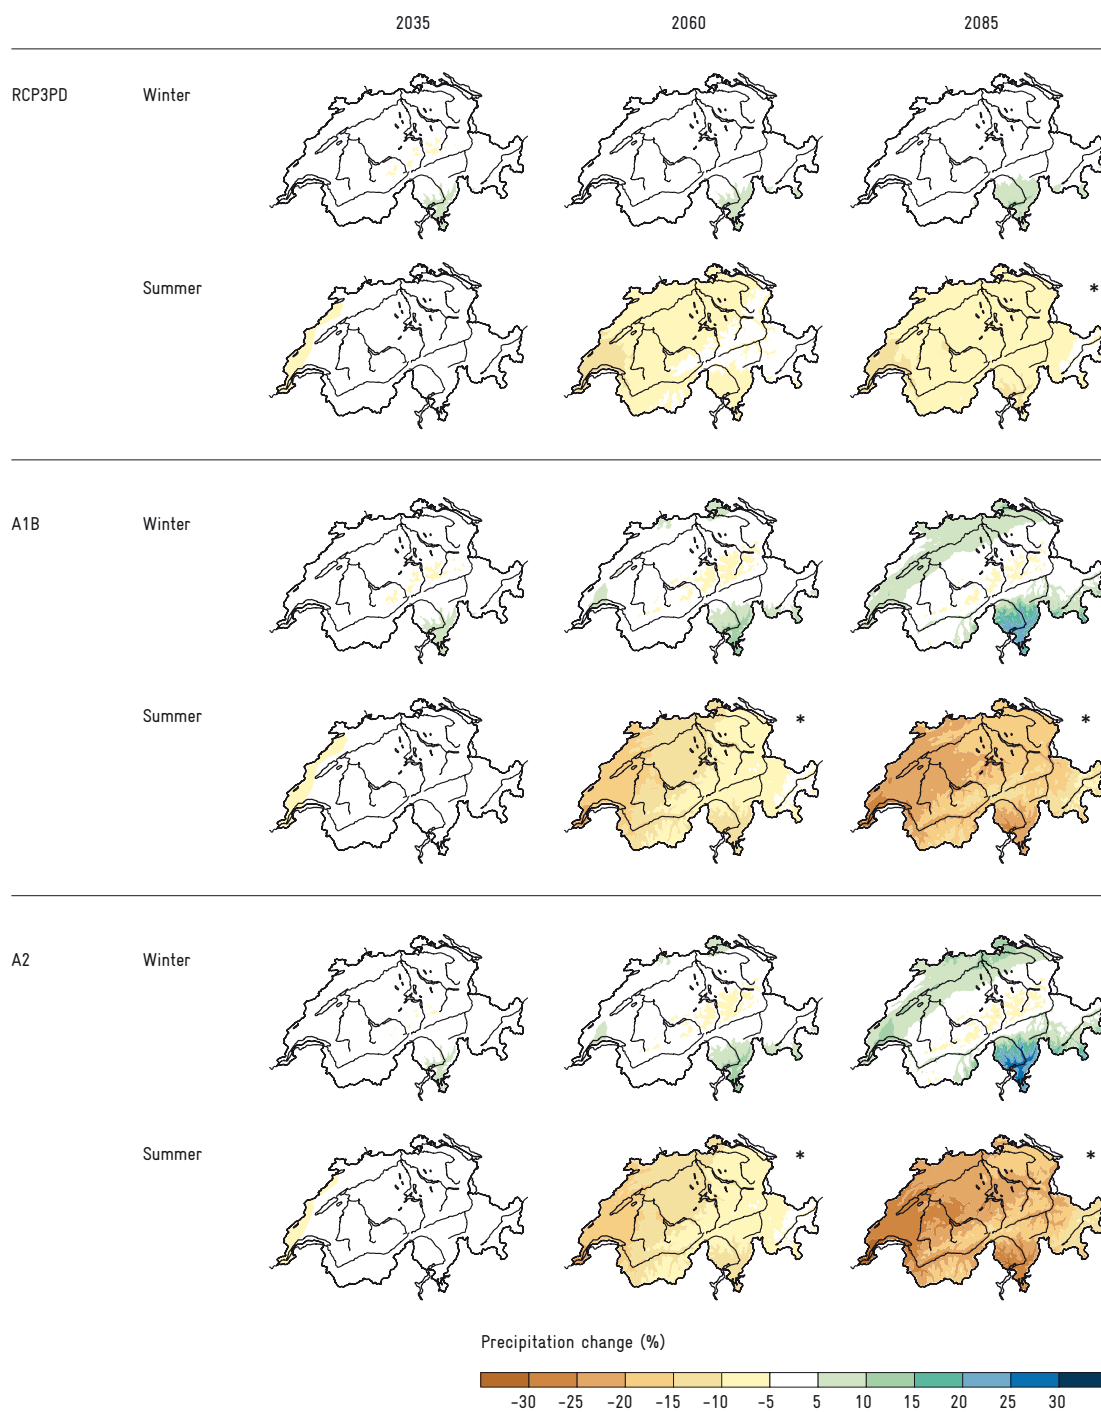 2035 2060 2085
RCP3PD Winter
Summer *
A1B Winter
Summer * *
A2 Winter
Summer * *
Precipitation change (%)
-30 -25 -20 -15 -10 -5 5 10 15 20 25 30